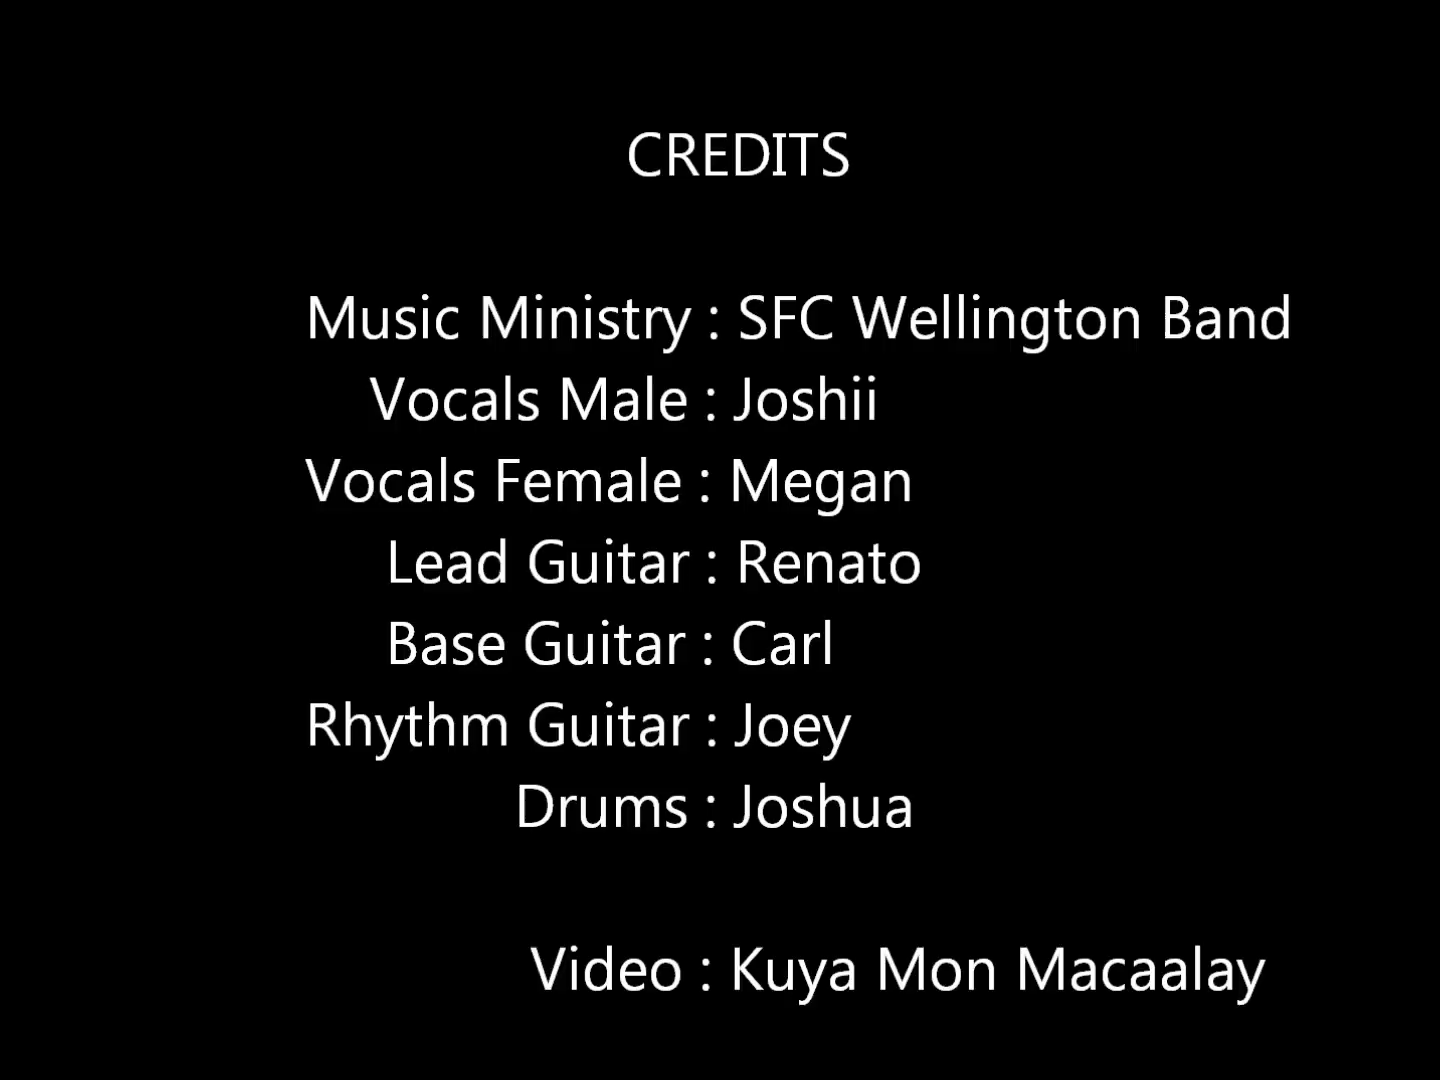 CREDITS
Music Ministry : SFC Wellington Band
Vocals Male : Joshii
Vocals Female : Megan
Lead Guitar : Renato
Base Guitar : Carl
Rhythm Guitar : Joey
Drums : Joshua
Video : Kuya Mon Macaalay